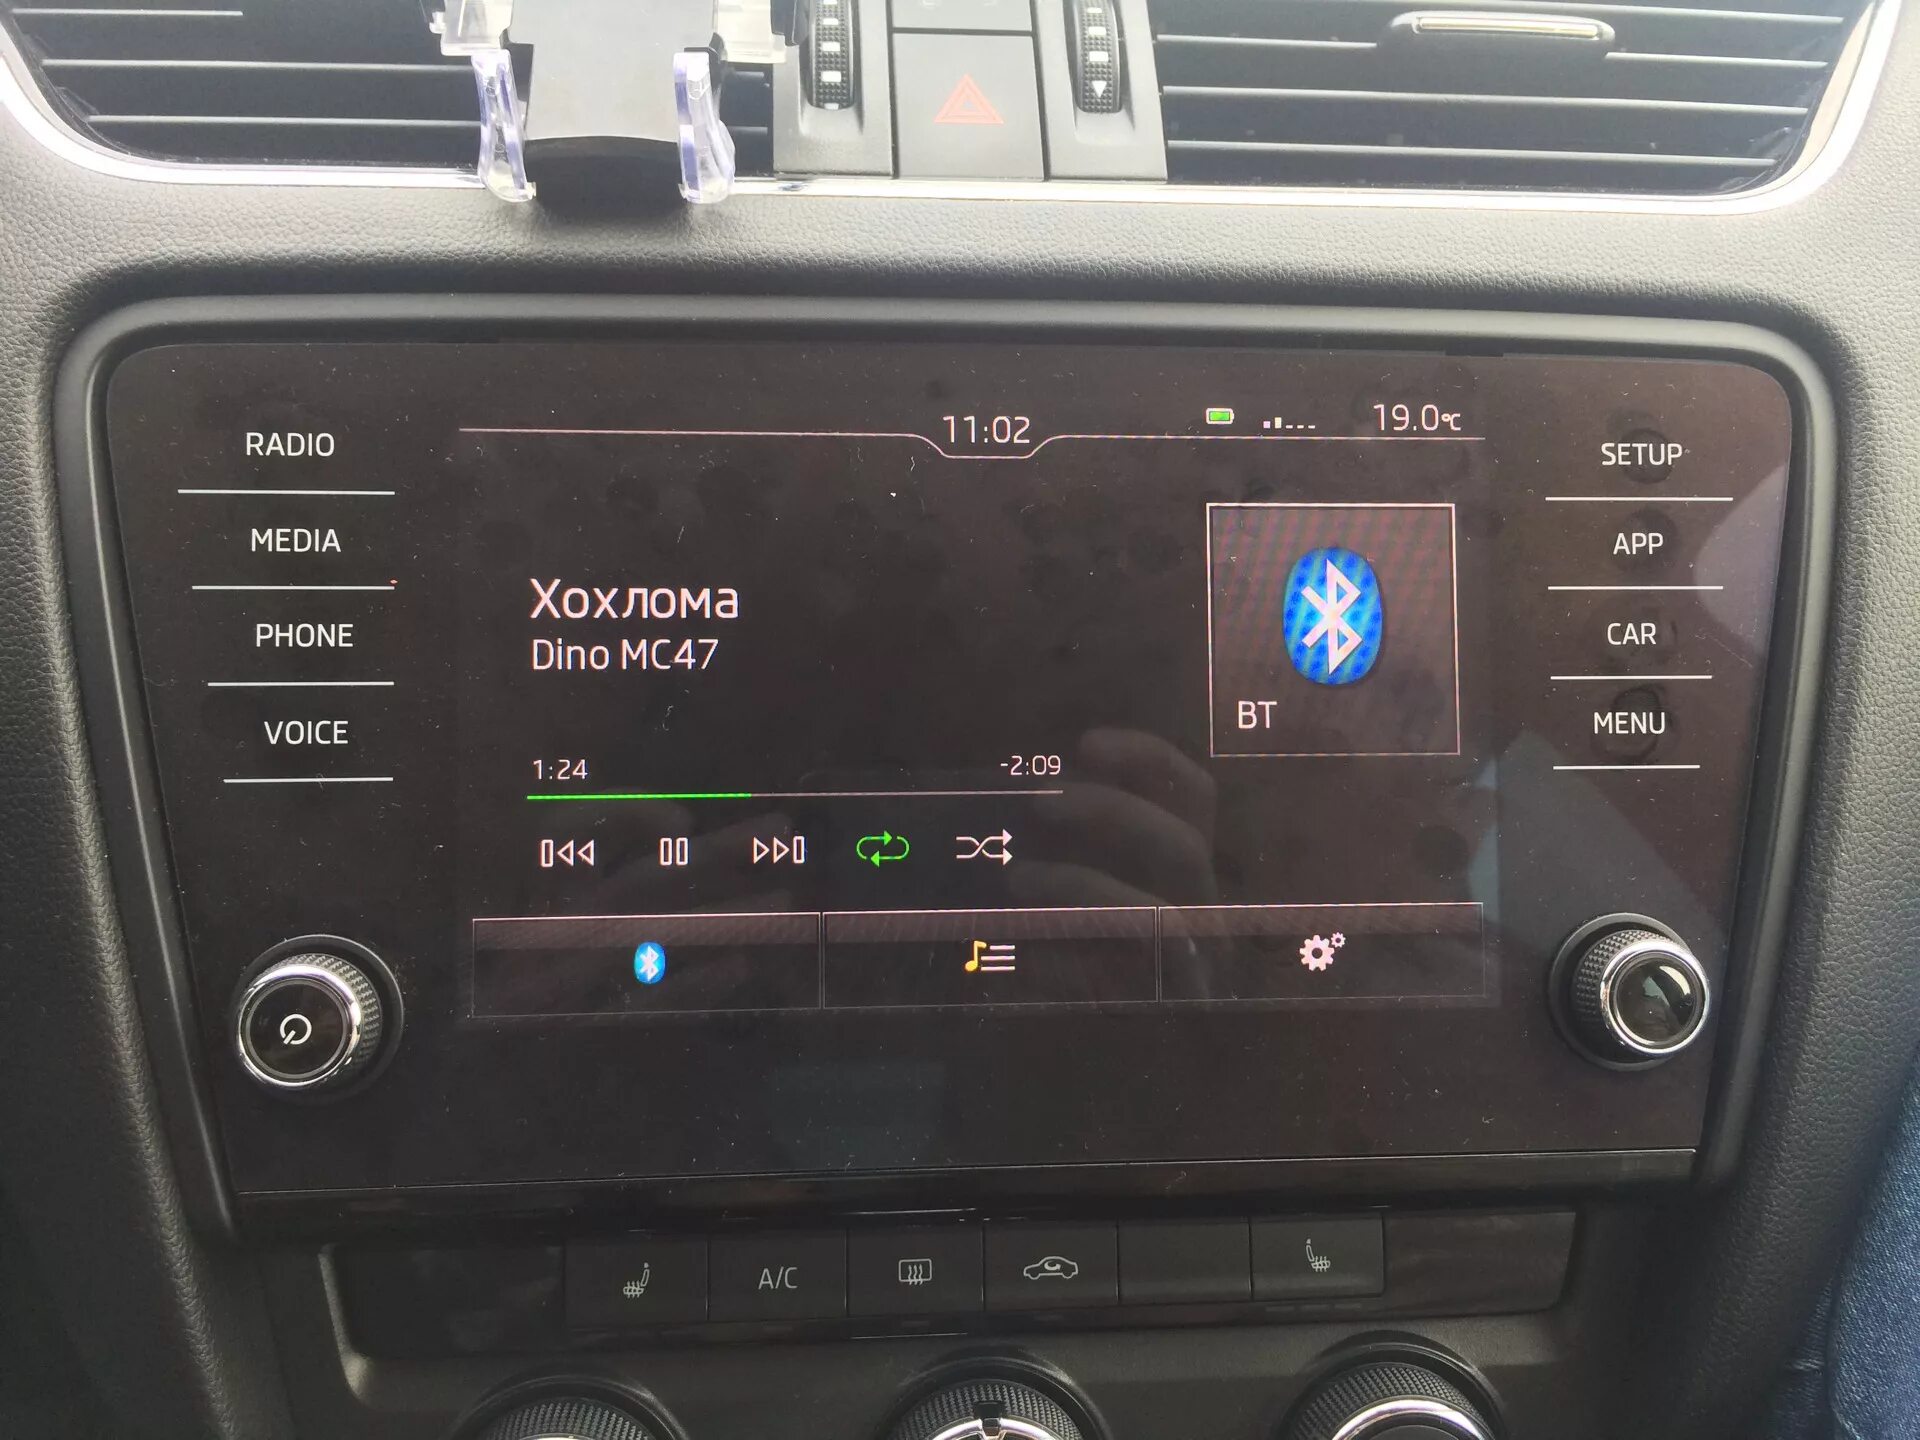 11:02
19.0°C
RADIO
MEDIA
PHONE
VOICE
Хохлома
Dino MC47
1:24
-2:09
BT
SETUP
APP
CAR
MENU
A/C